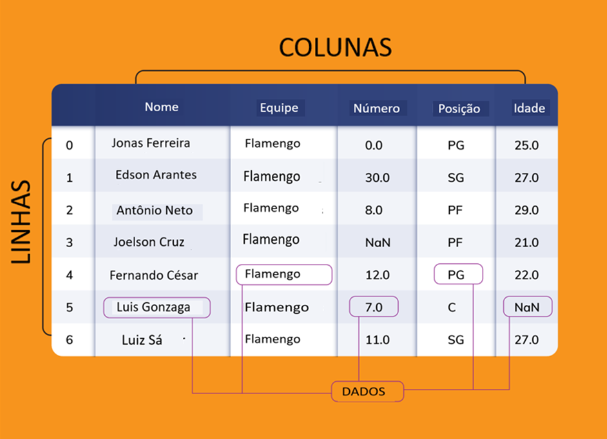 COLUNAS
Nome Equipe Número Posição Idade
LINHAS
0 Jonas Ferreira Flamengo 0.0 PG 25.0
1 Edson Arantes Flamengo 30.0 SG 27.0
2 Antônio Neto Flamengo 8.0 PF 29.0
3 Joelson Cruz Flamengo NaN PF 21.0
4 Fernando César Flamengo 12.0 PG 22.0
5 Luis Gonzaga Flamengo 7.0 C NaN
6 Luiz Sá Flamengo 11.0 SG 27.0
DADOS